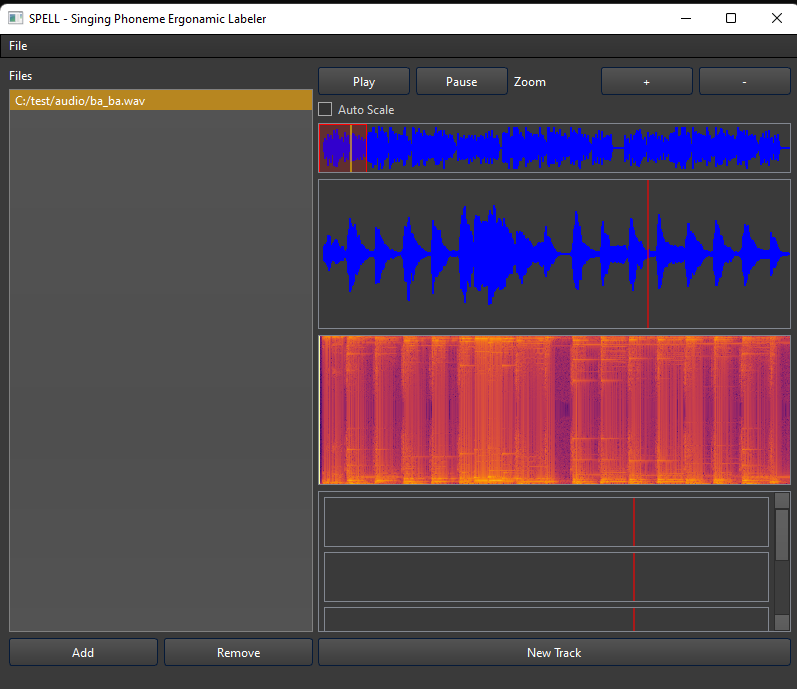 SPELL - Singing Phoneme Ergonamic Labeler
File
Files
C:/test/audio/ba_ba.wav
Play Pause Zoom + -
Auto Scale
Add Remove New Track